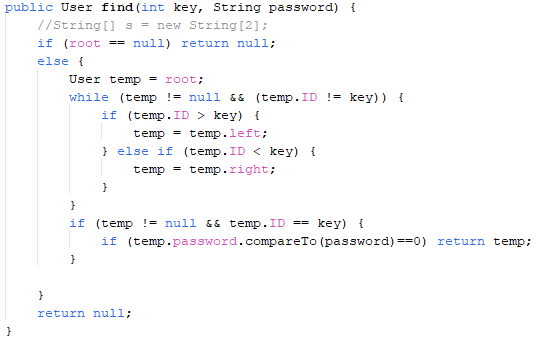 public User find(int key, String password) {
    //String[] s = new String[2];
    if (root == null) return null;
    else {
        User temp = root;
        while (temp != null && (temp.ID != key)) {
            if (temp.ID > key) {
                temp = temp.left;
            } else if (temp.ID < key) {
                temp = temp.right;
            }
        }
        if (temp != null && temp.ID == key) {
            if (temp.password.compareTo(password)==0) return temp;
        }

    }
    return null;
}